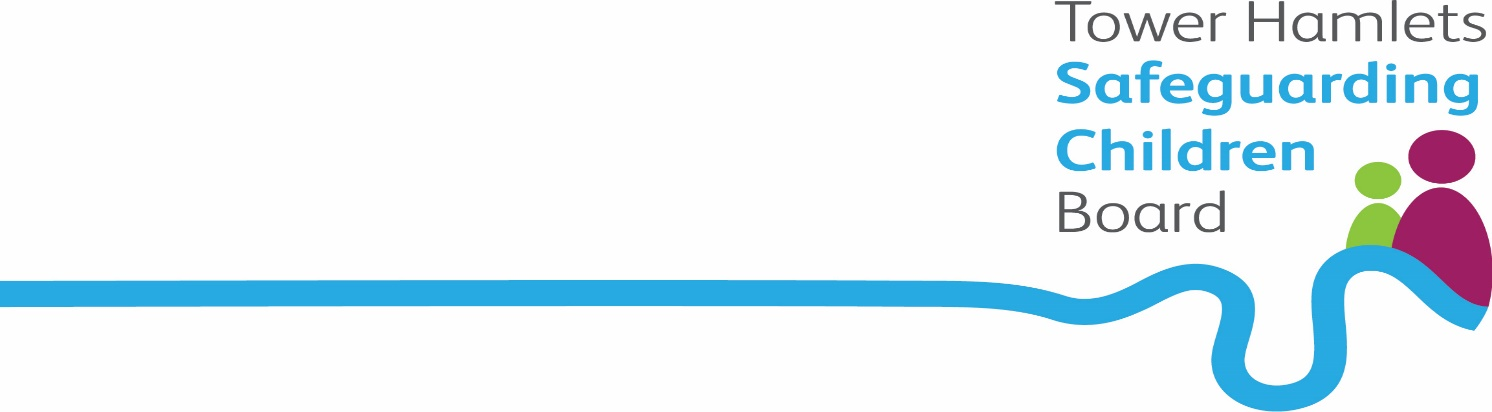 Tower Hamlets
Safeguarding
Children
Board